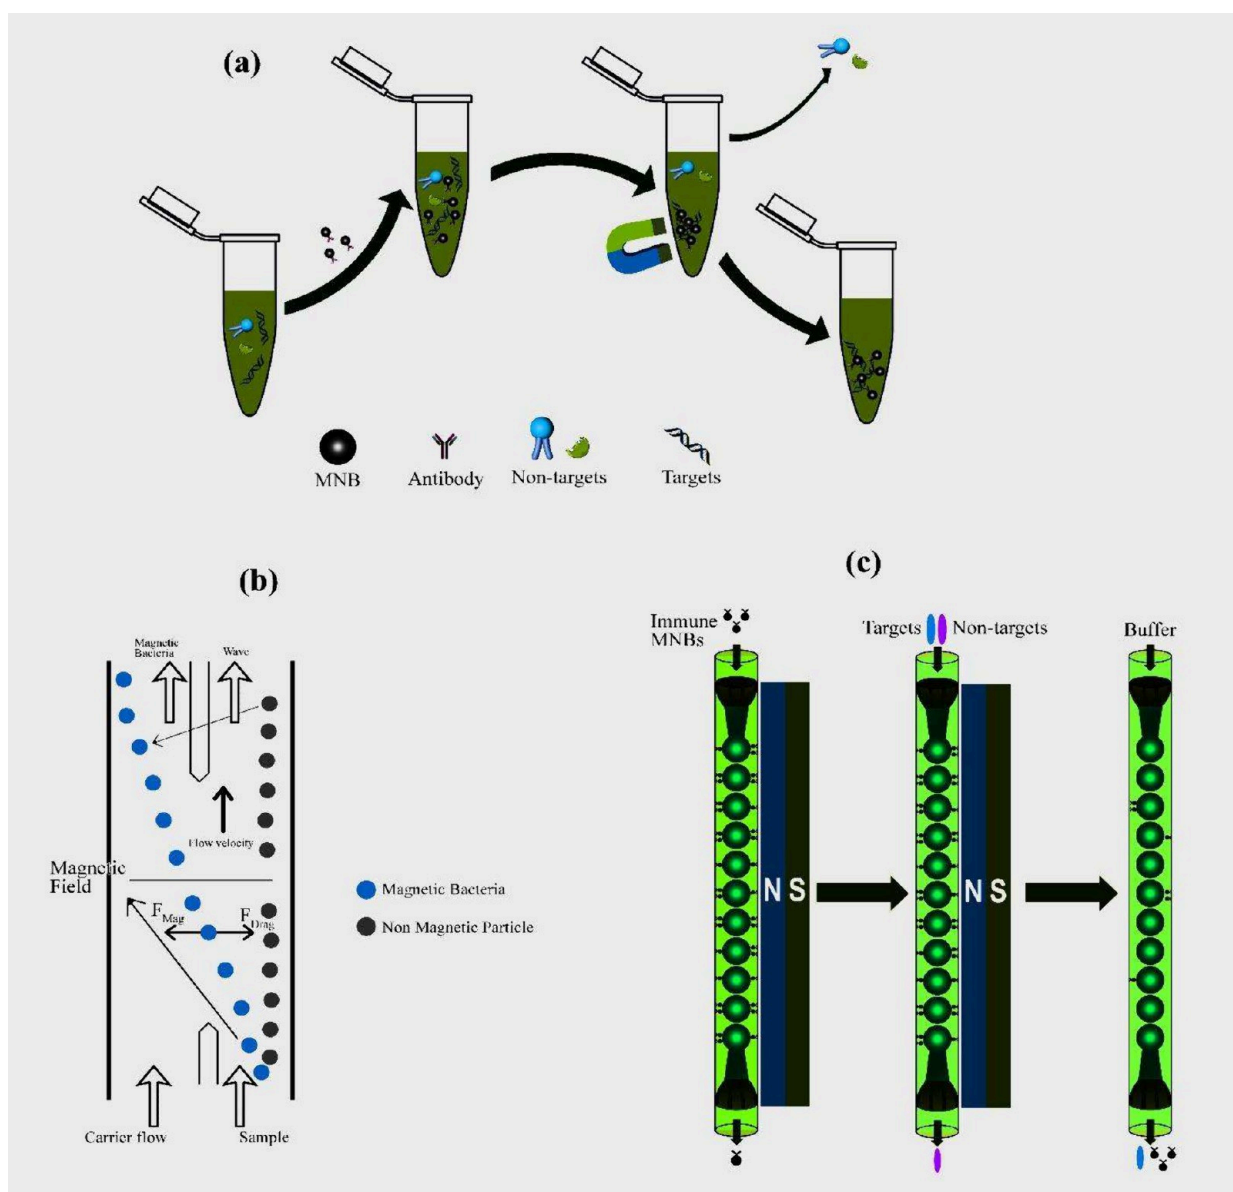 (a)
MNB
Antibody
Non-targets
Targets
(b)
Magnetic
Bacteria
Wave
Flow velocity
Magnetic
Field
F Mag
F Drag
Magnetic Bacteria
Non Magnetic Particle
Carrier flow
Sample
(c)
Immune
MNBs
Targets
Non-targets
Buffer
N S
N S